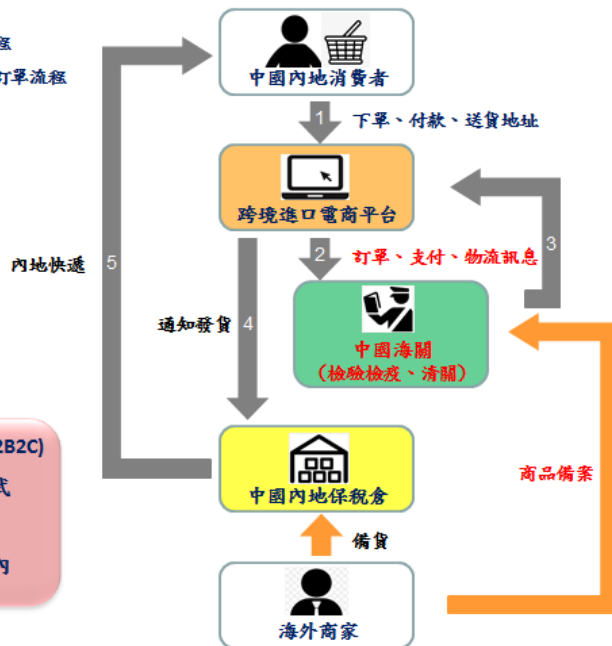 程
訂單流程
中國內地消費者
1
下單、付款、送貨地址
跨境進口電商平台
2
訂單、支付、物流訊息
3
內地快遞
5
通知發貨
4
中國海關
（檢驗檢疫、清關）
2B2C)
式
內
中國內地保稅倉
商品備案
備貨
海外商家